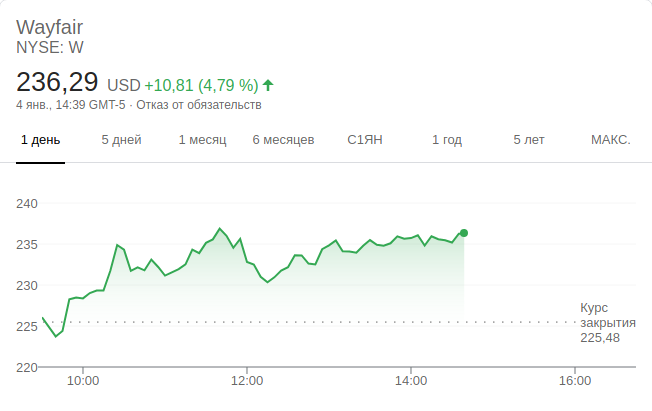 Wayfair
NYSE: W
236,29 USD +10,81 (4,79 %)
4 янв., 14:39 GMT-5 · Отказ от обязательств
1 день 5 дней 1 месяц 6 месяцев С1ЯН 1 год 5 лет МАКС.
240
235
230
225
220
Курс
закрытия
225,48
10:00 12:00 14:00 16:00